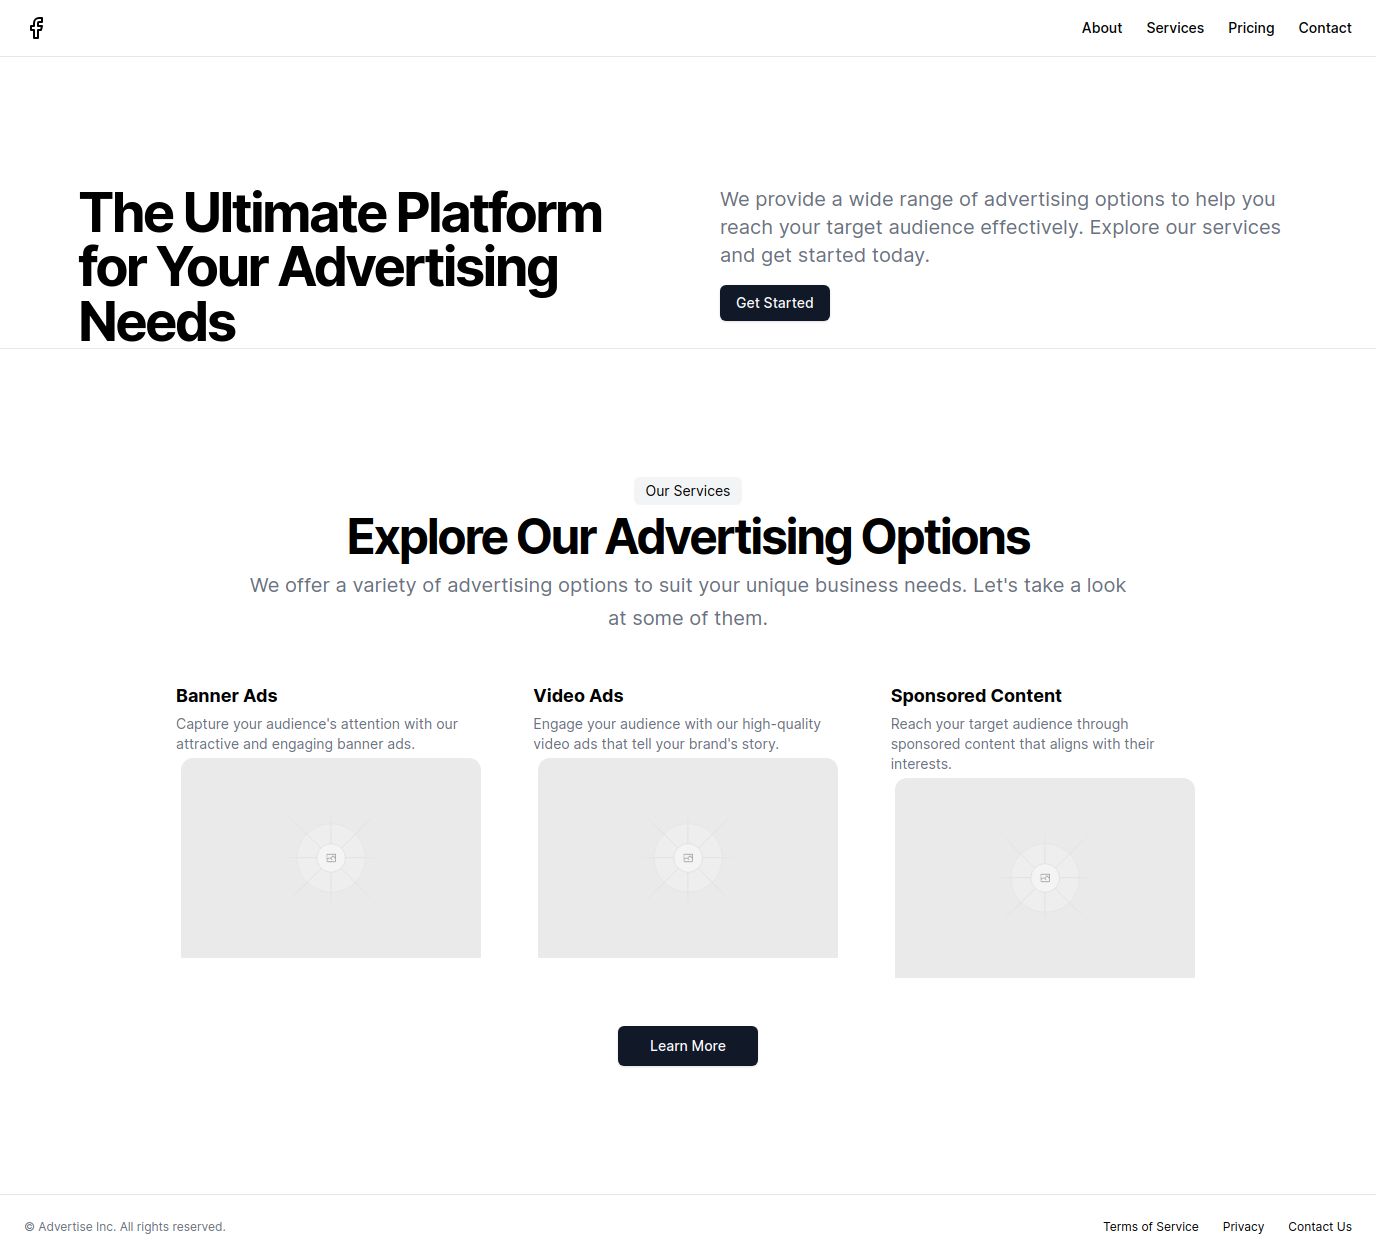 About Services Pricing Contact
The Ultimate Platform
for Your Advertising
Needs
We provide a wide range of advertising options to help you
reach your target audience effectively. Explore our services
and get started today.
Get Started
Our Services
Explore Our Advertising Options
We offer a variety of advertising options to suit your unique business needs. Let's take a look
at some of them.
Banner Ads
Capture your audience's attention with our
attractive and engaging banner ads.
Video Ads
Engage your audience with our high-quality
video ads that tell your brand's story.
Sponsored Content
Reach your target audience through
sponsored content that aligns with their
interests.
Learn More
© Advertise Inc. All rights reserved.
Terms of Service Privacy Contact Us